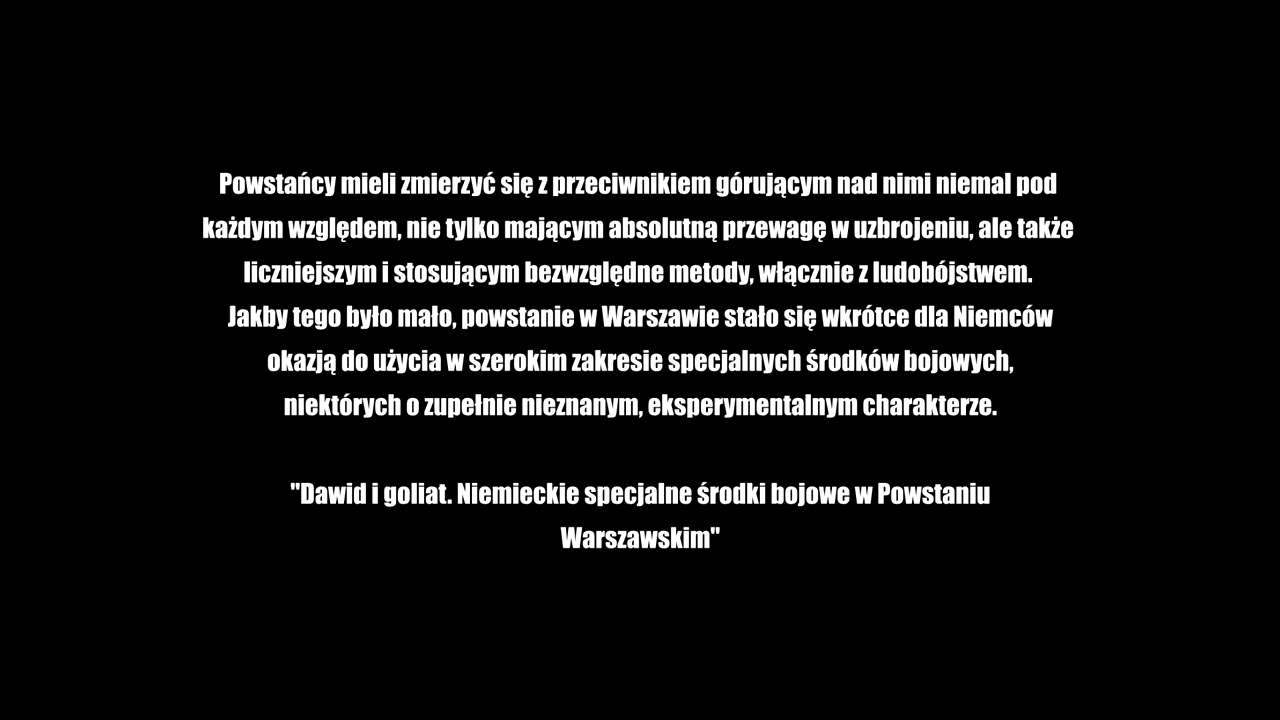 Powstańcy mieli zmierzyć się z przeciwnikiem górującym nad nimi niemal pod
każdym względem, nie tylko mającym absolutną przewagę w uzbrojeniu, ale także
liczniejszym i stosującym bezwzględne metody, włącznie z ludobójstwem.
Jakby tego było mało, powstanie w Warszawie stało się wkrótce dla Niemców
okazją do użycia w szerokim zakresie specjalnych środków bojowych,
niektórych o zupełnie nieznanym, eksperymentalnym charakterze.
"Dawid i goliat. Niemieckie specjalne środki bojowe w Powstaniu
Warszawskim"